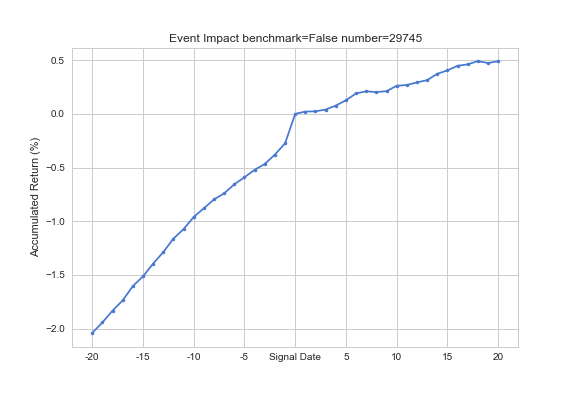 Event Impact benchmark=False number=29745
0.5
0.0
−0.5
−1.0
−1.5
−2.0
Accumulated Return (%)
-20 -15 -10 -5 Signal Date 5 10 15 20